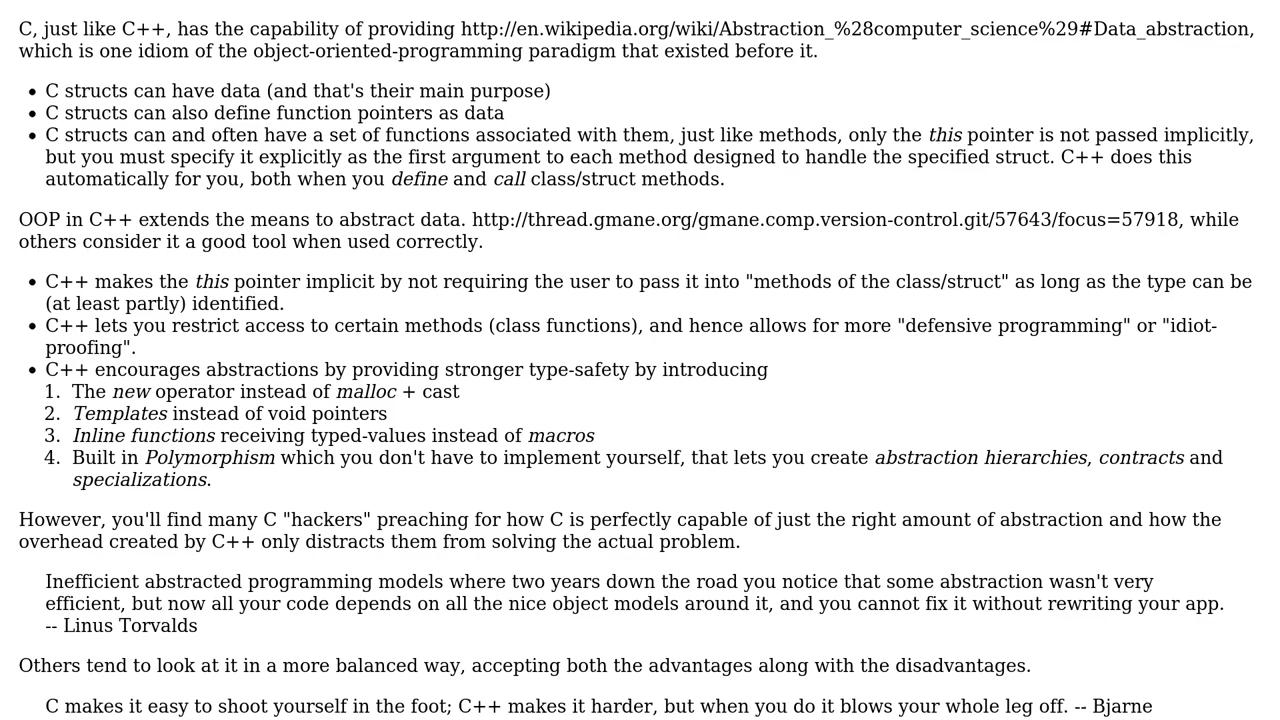 C, just like C++, has the capability of providing http://en.wikipedia.org/wiki/Abstraction_%28computer_science%29#Data_abstraction,
which is one idiom of the object-oriented-programming paradigm that existed before it.
• C structs can have data (and that's their main purpose)
• C structs can also define function pointers as data
• C structs can and often have a set of functions associated with them, just like methods, only the this pointer is not passed implicitly,
but you must specify it explicitly as the first argument to each method designed to handle the specified struct. C++ does this
automatically for you, both when you define and call class/struct methods.
OOP in C++ extends the means to abstract data. http://thread.gmane.org/gmane.comp.version-control.git/57643/focus=57918, while
others consider it a good tool when used correctly.
• C++ makes the this pointer implicit by not requiring the user to pass it into "methods of the class/struct" as long as the type can be
(at least partly) identified.
• C++ lets you restrict access to certain methods (class functions), and hence allows for more "defensive programming" or "idiot-
proofing".
• C++ encourages abstractions by providing stronger type-safety by introducing
1. The new operator instead of malloc + cast
2. Templates instead of void pointers
3. Inline functions receiving typed-values instead of macros
4. Built in Polymorphism which you don't have to implement yourself, that lets you create abstraction hierarchies, contracts and
specializations.
However, you'll find many C "hackers" preaching for how C is perfectly capable of just the right amount of abstraction and how the
overhead created by C++ only distracts them from solving the actual problem.
Inefficient abstracted programming models where two years down the road you notice that some abstraction wasn't very
efficient, but now all your code depends on all the nice object models around it, and you cannot fix it without rewriting your app.
-- Linus Torvalds
Others tend to look at it in a more balanced way, accepting both the advantages along with the disadvantages.
C makes it easy to shoot yourself in the foot; C++ makes it harder, but when you do it blows your whole leg off. -- Bjarne